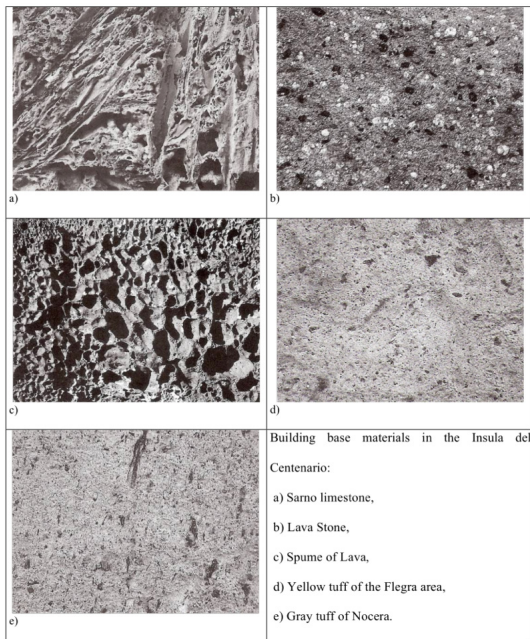 a)
b)
c)
d)
e)
Building base materials in the Insula del
Centenario:
a) Sarno limestone,
b) Lava Stone,
c) Spume of Lava,
d) Yellow tuff of the Flegra area,
e) Gray tuff of Nocera.